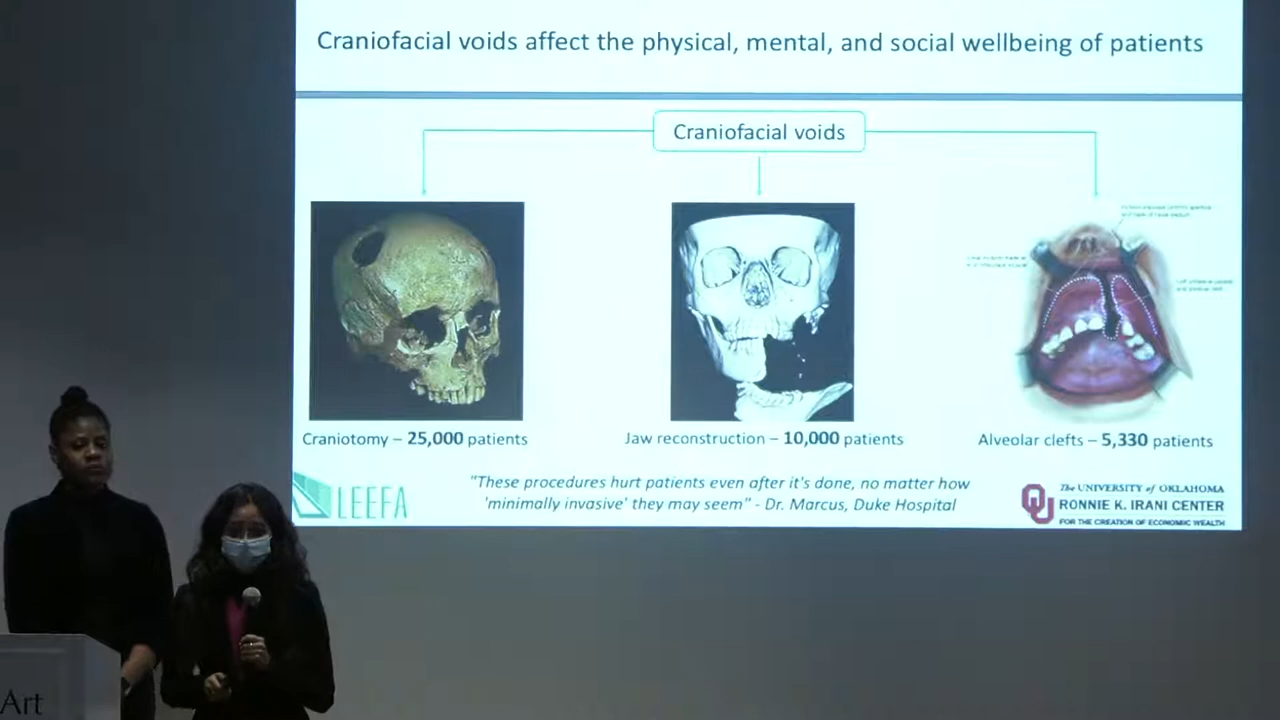 Craniofacial voids affect the physical, mental, and social wellbeing of patients
Craniofacial voids
Craniotomy – 25,000 patients
Jaw reconstruction – 10,000 patients
Alveolar clefts – 5,330 patients
"These procedures hurt patients even after it's done, no matter how
'minimally invasive' they may seem" - Dr. Marcus, Duke Hospital
LEEFA
The UNIVERSITY of OKLAHOMA
RONNIE K. IRANI CENTER
FOR THE CREATION OF ECONOMIC WEALTH
Art